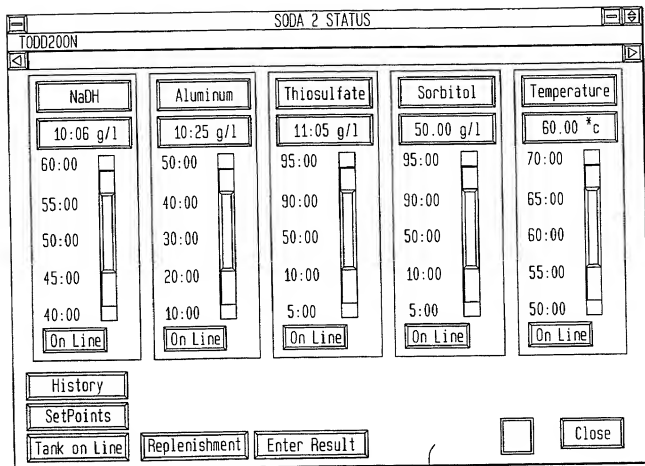 SODA 2 STATUS
TODD200N
NaDH Aluminum Thiosulfate Sorbitol Temperature
10:06 g/l 10:25 g/l 11:05 g/l 50.00 g/l 60.00 *c
60:00 50:00 95:00 95:00 70:00
55:00 40:00 90:00 90:00 65:00
50:00 30:00 50:00 50:00 60:00
45:00 20:00 10:00 10:00 55:00
40:00 10:00 5:00 5:00 50:00
On Line On Line On Line On Line On Line
History
SetPoints
Tank on Line Replenishment Enter Result Close